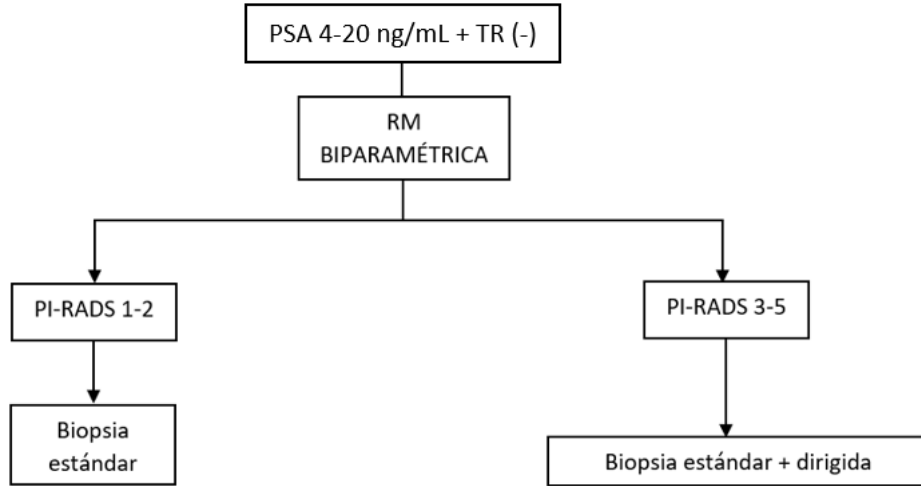 PSA 4-20 ng/mL + TR (-)
RM
BIPARAMÉTRICA
PI-RADS 1-2
PI-RADS 3-5
Biopsia
estándar
Biopsia estándar + dirigida